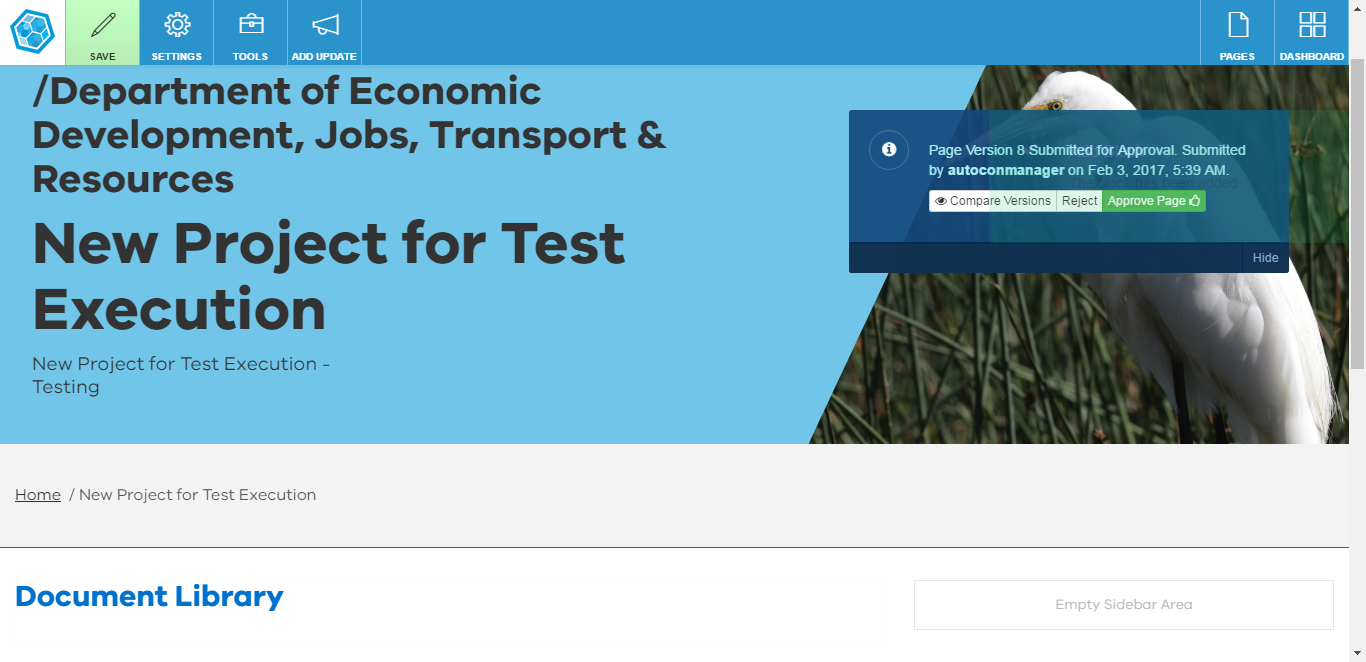 SAVE
SETTINGS
TOOLS
ADD UPDATE
PAGES
DASHBOARD
/Department of Economic
Development, Jobs, Transport &
Resources
New Project for Test
Execution
New Project for Test Execution -
Testing
Page Version 8 Submitted for Approval. Submitted
by autoconmanager on Feb 3, 2017, 5:39 AM.
Compare Versions
Reject
Approve Page
Hide
Home / New Project for Test Execution
Document Library
Empty Sidebar Area